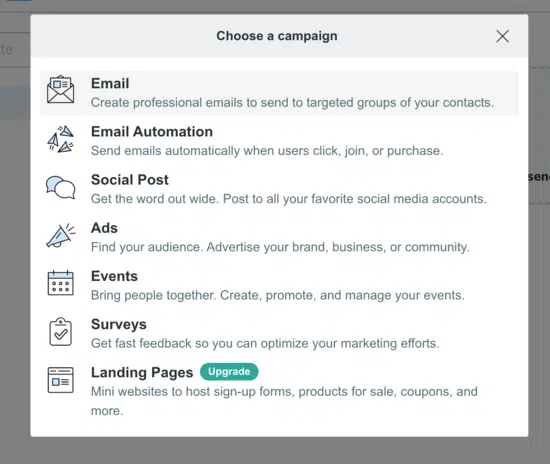 Choose a campaign
te
Email
Create professional emails to send to targeted groups of your contacts.
Email Automation
Send emails automatically when users click, join, or purchase.
Social Post
Get the word out wide. Post to all your favorite social media accounts.
senc
Ads
Find your audience. Advertise your brand, business, or community.
Events
Bring people together. Create, promote, and manage your events.
Surveys
Get fast feedback so you can optimize your marketing efforts.
Landing Pages Upgrade
Mini websites to host sign-up forms, products for sale, coupons, and
more.